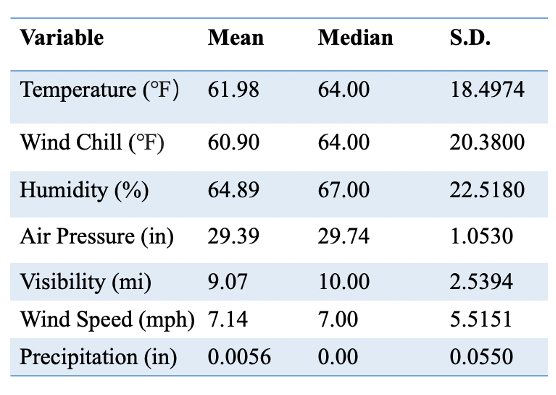 Variable Mean Median S.D.
Temperature (°F) 61.98 64.00 18.4974
Wind Chill (°F) 60.90 64.00 20.3800
Humidity (%) 64.89 67.00 22.5180
Air Pressure (in) 29.39 29.74 1.0530
Visibility (mi) 9.07 10.00 2.5394
Wind Speed (mph) 7.14 7.00 5.5151
Precipitation (in) 0.0056 0.00 0.0550